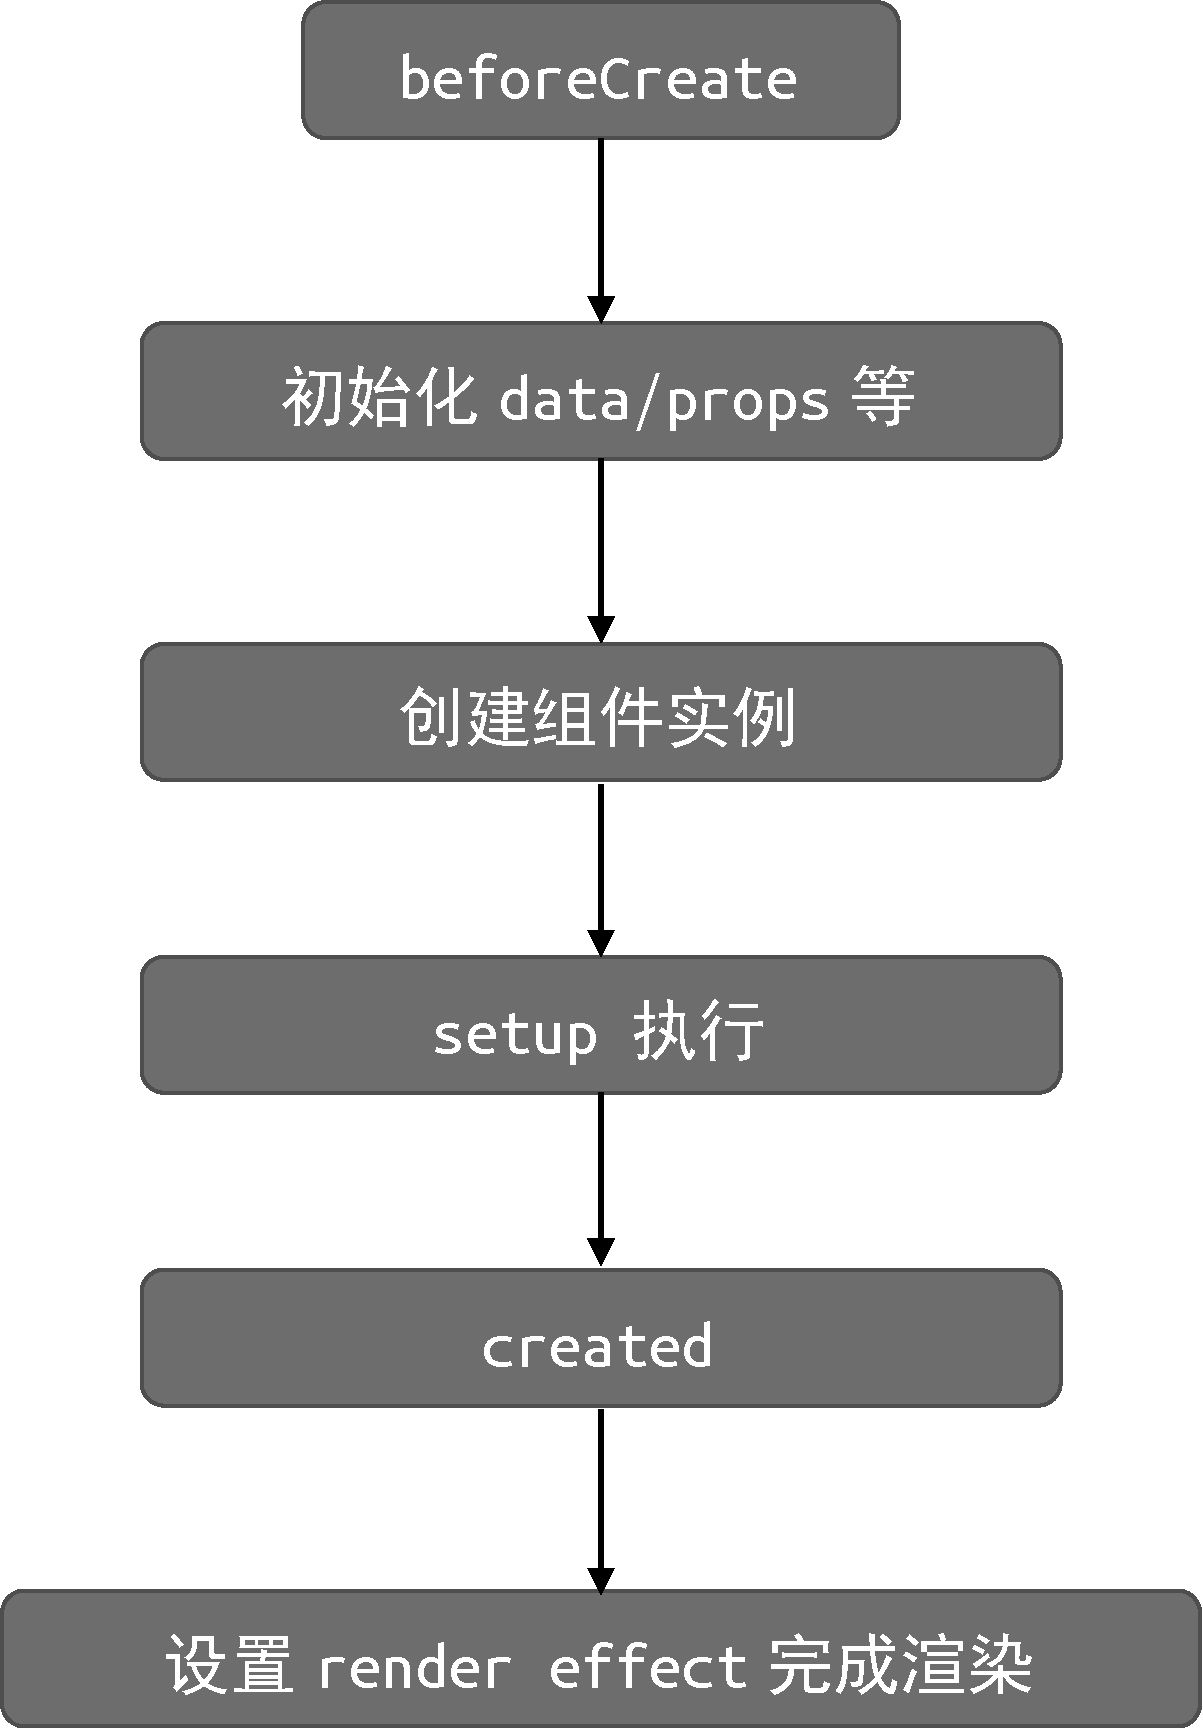 beforeCreate
初始化 data/props 等
创建组件实例
setup 执行
created
设置 render effect 完成渲染